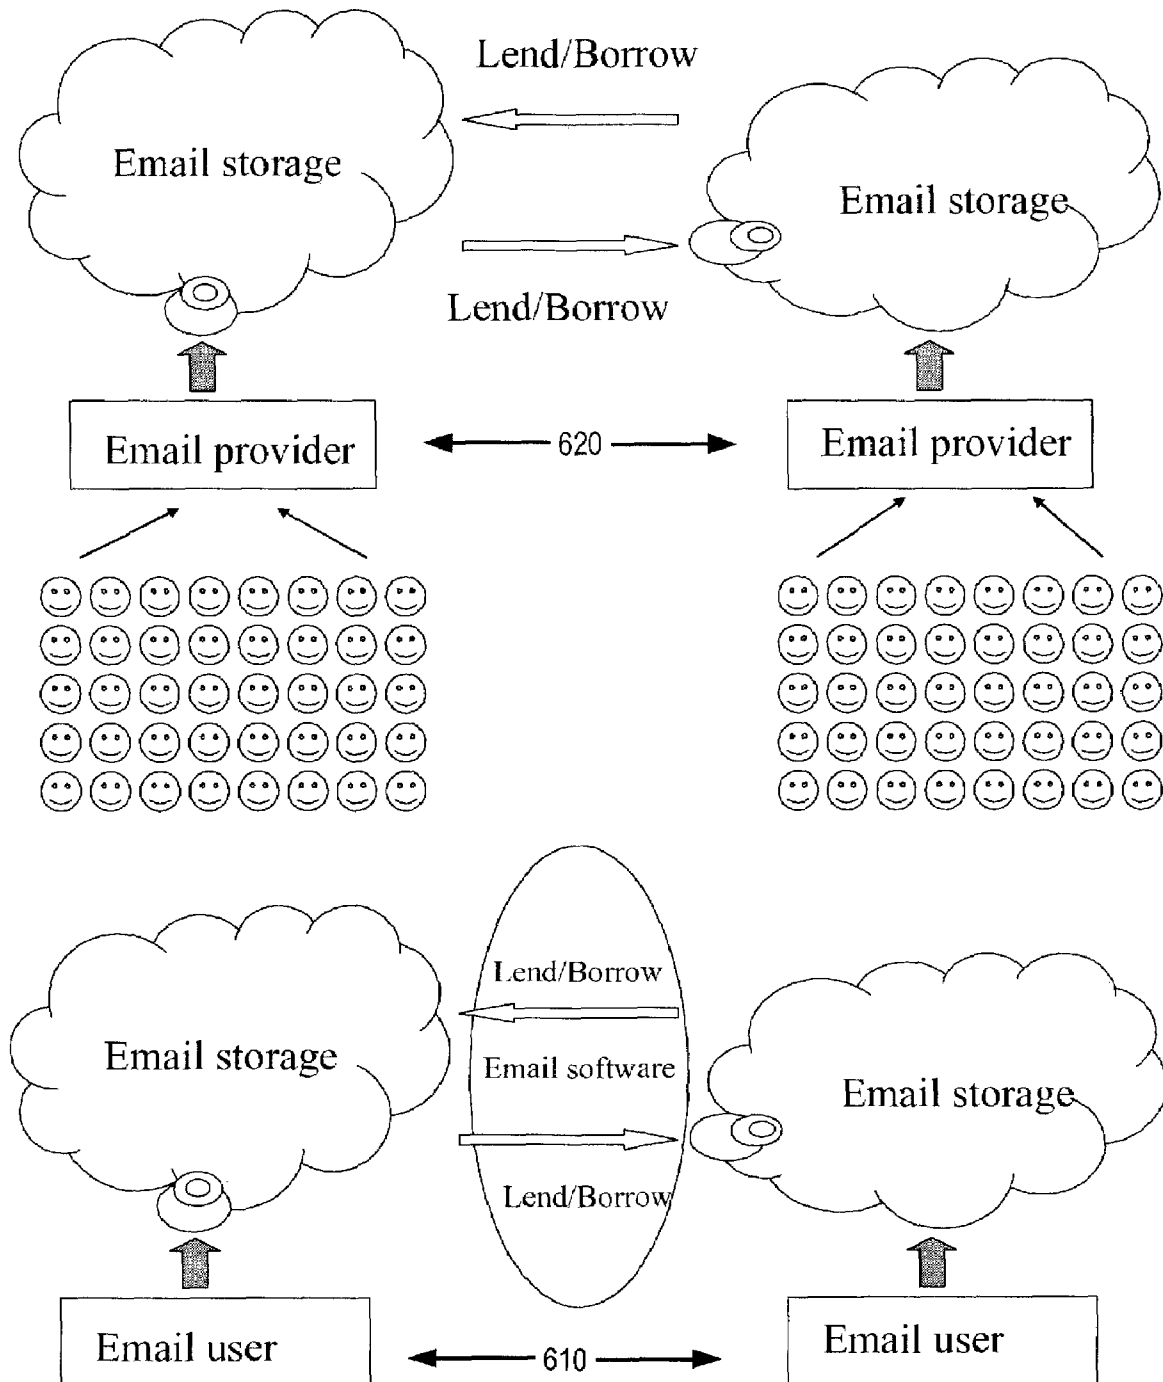 Lend/Borrow
Email storage
Email storage
Lend/Borrow
Email provider
620
Email provider
Lend/Borrow
Email storage
Email software
Email storage
Lend/Borrow
Email user
610
Email user